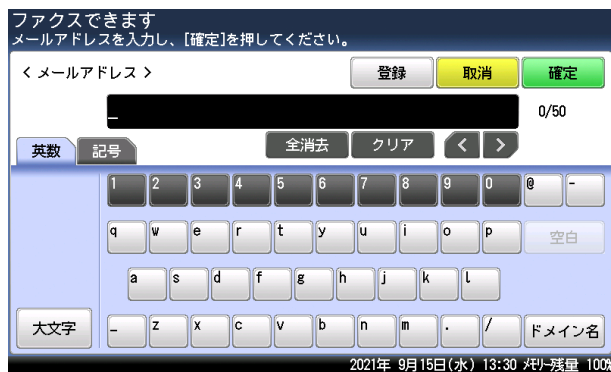 ファクスできます
メールアドレスを入力し、[確定]を押してください。
< メールアドレス > 登録 取消 確定
_ 0/50
英数 記号 全消去 クリア < >
1 2 3 4 5 6 7 8 9 0 @ -
q w e r t y u i o p 空白
a s d f g h j k l
大文字 _ z x c v b n m . / ドメイン名
2021年 9月15日(水) 13:30 メモリー残量 100%